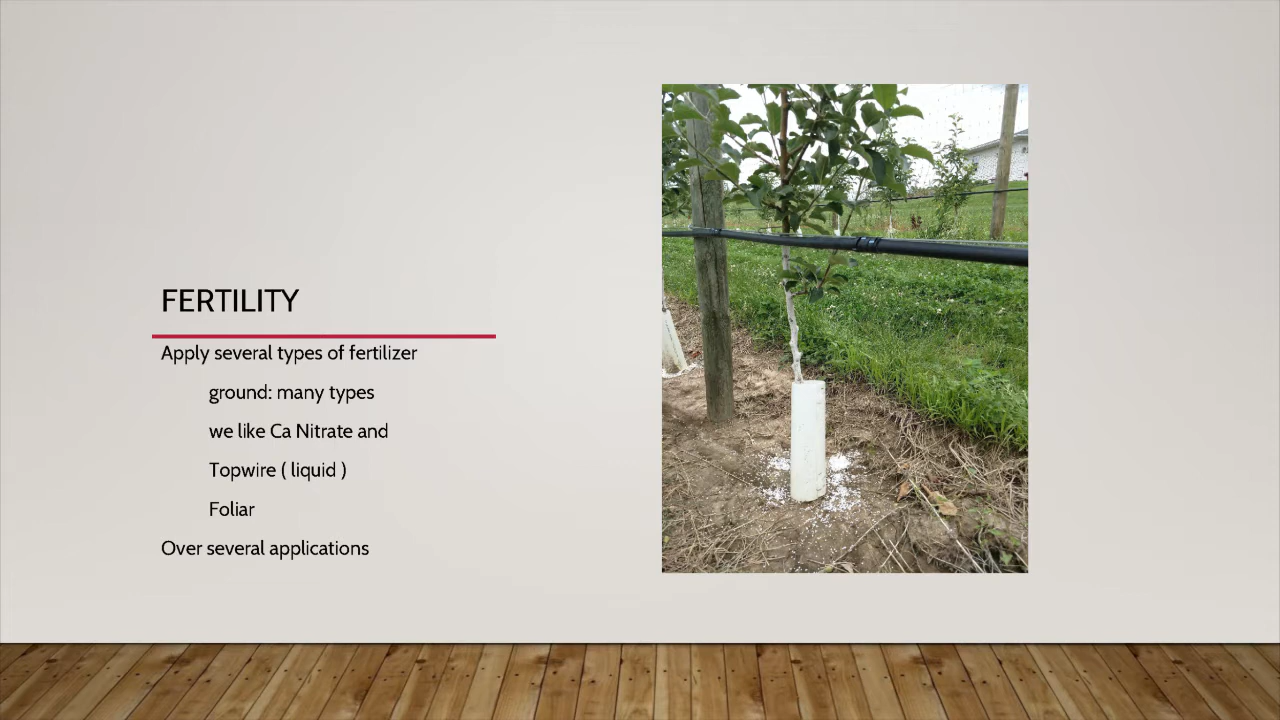 FERTILITY
Apply several types of fertilizer
ground: many types
we like Ca Nitrate and
Topwire ( liquid )
Foliar
Over several applications